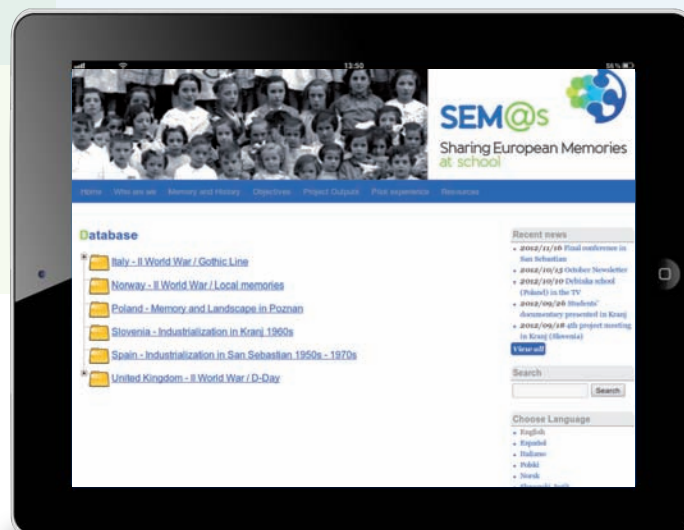 13:50
56 %
SEM@s
Sharing European Memories
at school
Home Who are we Memory and History Objectives Project Outputs Pilot experience Resources
Database
Italy - II World War / Gothic Line
Norway - II World War / Local memories
Poland - Memory and Landscape in Poznan
Slovenia - Industrialization in Kranj 1960s
Spain - Industrialization in San Sebastian 1950s - 1970s
United Kingdom - II World War / D-Day
Recent news
2012/11/16 Final conference in
San Sebastian
2012/10/15 October Newsletter
2012/10/10 Debinka school
(Poland) in the TV
2012/09/26 Students'
documentary presented in Kranj
2012/09/18 4th project meeting
in Kranj (Slovenia)
View all
Search
Search
Choose Language
English
Español
Italiano
Polski
Norsk